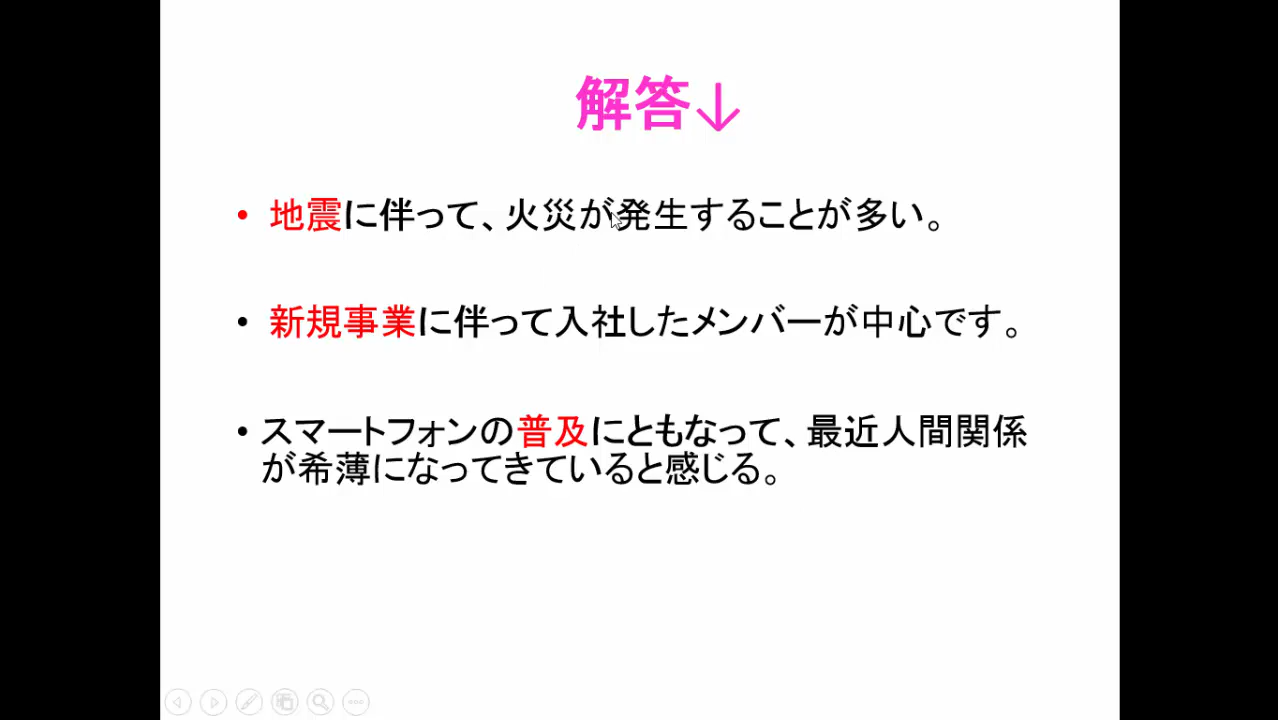 解答↓
• 地震に伴って、火災が発生することが多い。
• 新規事業に伴って入社したメンバーが中心です。
• スマートフォンの普及にともなって、最近人間関係
が希薄になってきていると感じる。